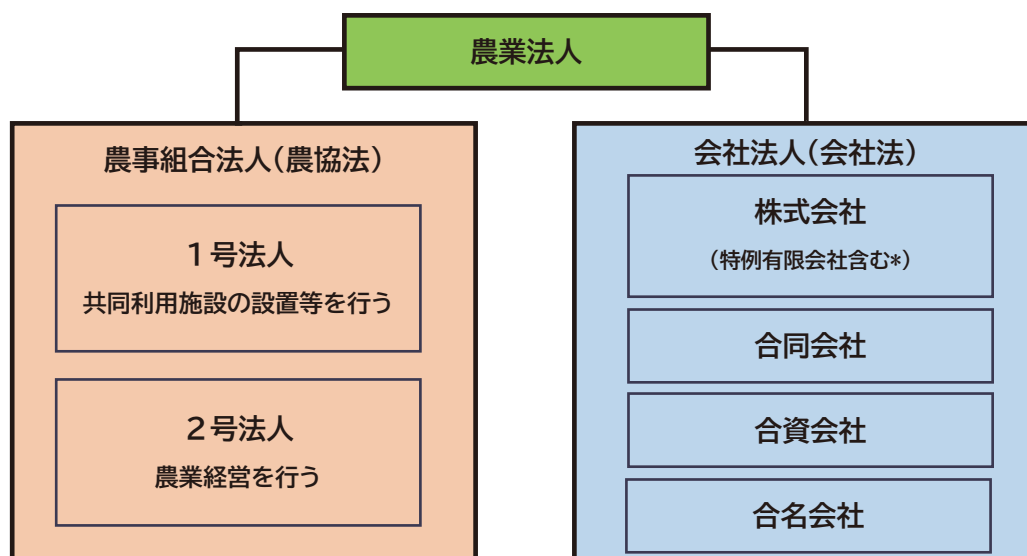 農業法人
農事組合法人(農協法)
１号法人
共同利用施設の設置等を行う
２号法人
農業経営を行う
会社法人(会社法)
株式会社
(特例有限会社含む*)
合同会社
合資会社
合名会社